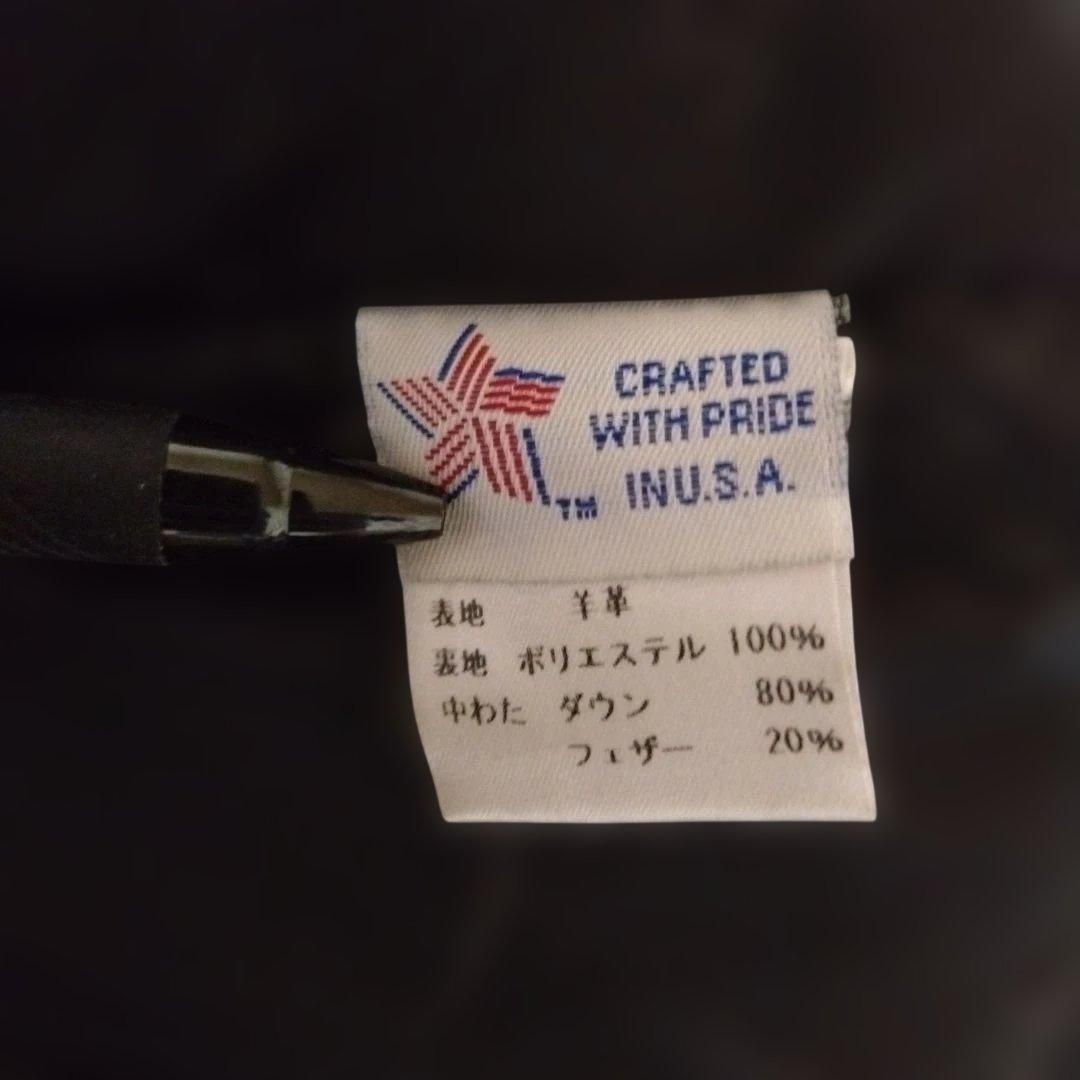 CRAFTED
WITH PRIDE
IN U.S.A.
TM
表地 羊革
裏地 ポリエステル 100%
中わた ダウン 80%
フェザー 20%